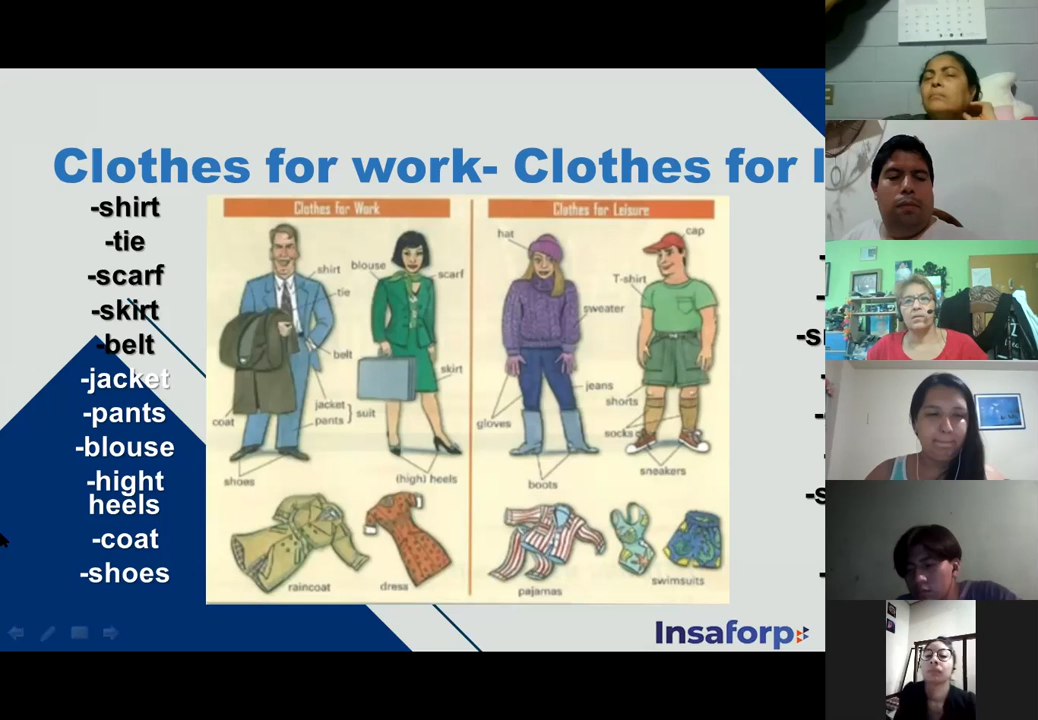 Clothes for work- Clothes for
-shirt
-tie
-scarf
-skirt
-belt
-jacket
-pants
-blouse
-hight
heels
-coat
-shoes
Clothes for Work
shirt
blouse
scarf
tie
belt
skirt
jacket
pants
suit
coat
shoes
(high) heels
raincoat
dress
Clothes for Leisure
hat
cap
T-shirt
sweater
jeans
shorts
gloves
socks
sneakers
boots
pajamas
swimsuits
Insaforp